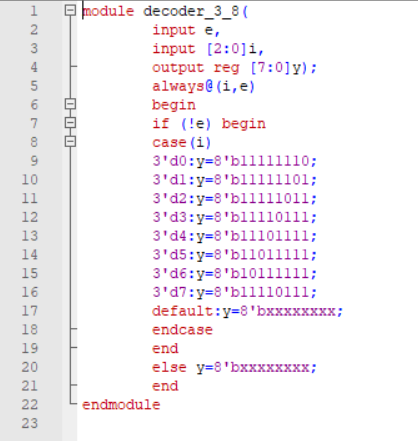 1 module decoder_3_8(
2 input e,
3 input [2:0]i,
4 output reg [7:0]y);
5 always@(i,e)
6 begin
7 if (!e) begin
8 case(i)
9 3'd0:y=8'b11111110;
10 3'd1:y=8'b11111101;
11 3'd2:y=8'b11111011;
12 3'd3:y=8'b11110111;
13 3'd4:y=8'b11101111;
14 3'd5:y=8'b11011111;
15 3'd6:y=8'b10111111;
16 3'd7:y=8'b11110111;
17 default:y=8'bxxxxxxxx;
18 endcase
19 end
20 else y=8'bxxxxxxxx;
21 end
22 endmodule
23